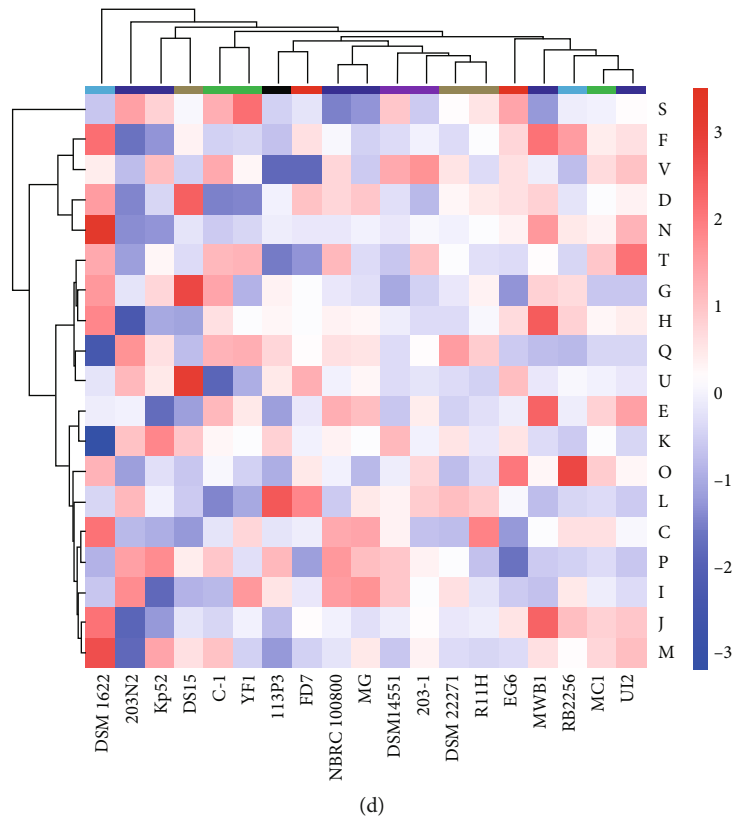 S
F
V
D
N
T
G
H
Q
U
E
K
O
L
C
P
I
J
M
3
2
1
0
−1
−2
−3
DSM 1622
203N2
Kp52
DS15
C-1
YF1
113P3
FD7
NBRC 100800
MG
DSM14551
203-1
DSM 22271
R11H
EG6
MWB1
RB2256
MC1
UI2
(d)